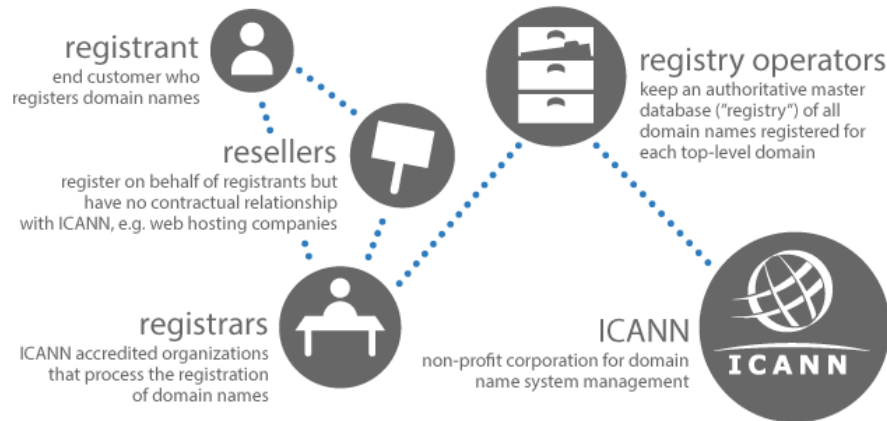 registrant
end customer who
registers domain names
resellers
register on behalf of registrants but
have no contractual relationship
with ICANN, e.g. web hosting companies
registrars
ICANN accredited organizations
that process the registration
of domain names
registry operators
keep an authoritative master
database ("registry") of all
domain names registered for
each top-level domain
ICANN
non-profit corporation for domain
name system management
ICANN